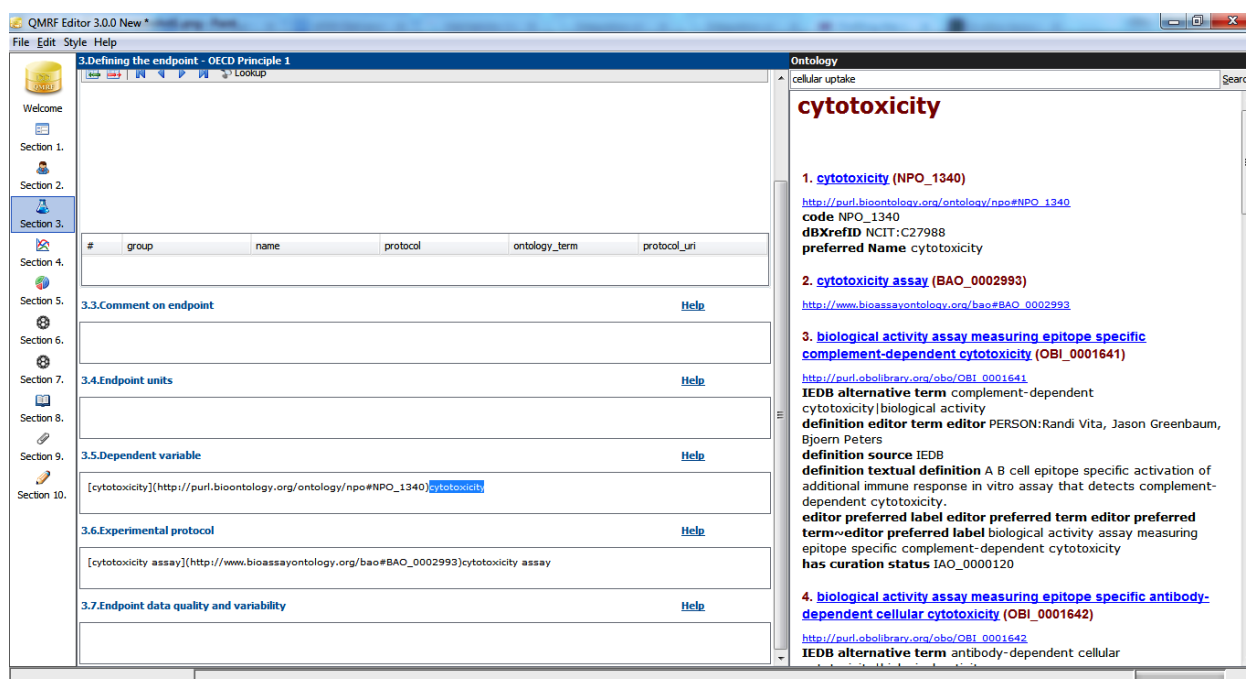 QMRF Editor 3.0.0 New *
File Edit Style Help
QMRF
Welcome
Section 1.
Section 2.
Section 3.
Section 4.
Section 5.
Section 6.
Section 7.
Section 8.
Section 9.
Section 10.
3.Defining the endpoint - OECD Principle 1
Lookup
# group name protocol ontology_term protocol_uri
3.3.Comment on endpoint Help
3.4.Endpoint units Help
3.5.Dependent variable Help
[cytotoxicity](http://purl.bioontology.org/ontology/npo#NPO_1340)cytotoxicity
3.6.Experimental protocol Help
[cytotoxicity assay](http://www.bioassayontology.org/bao#BAO_0002993)cytotoxicity assay
3.7.Endpoint data quality and variability Help
Ontology
cellular uptake Searc
cytotoxicity
1. cytotoxicity (NPO_1340)
http://purl.bioontology.org/ontology/npo#NPO_1340
code NPO_1340
dBXrefID NCIT:C27988
preferred Name cytotoxicity
2. cytotoxicity assay (BAO_0002993)
http://www.bioassayontology.org/bao#BAO_0002993
3. biological activity assay measuring epitope specific
complement-dependent cytotoxicity (OBI_0001641)
http://purl.obolibrary.org/obo/OBI_0001641
IEDB alternative term complement-dependent
cytotoxicity|biological activity
definition editor term editor PERSON:Randi Vita, Jason Greenbaum,
Bjoern Peters
definition source IEDB
definition textual definition A B cell epitope specific activation of
additional immune response in vitro assay that detects complement-
dependent cytotoxicity.
editor preferred label editor preferred term editor preferred
term~editor preferred label biological activity assay measuring
epitope specific complement-dependent cytotoxicity
has curation status IAO_0000120
4. biological activity assay measuring epitope specific antibody-
dependent cellular cytotoxicity (OBI_0001642)
http://purl.obolibrary.org/obo/OBI_0001642
IEDB alternative term antibody-dependent cellular